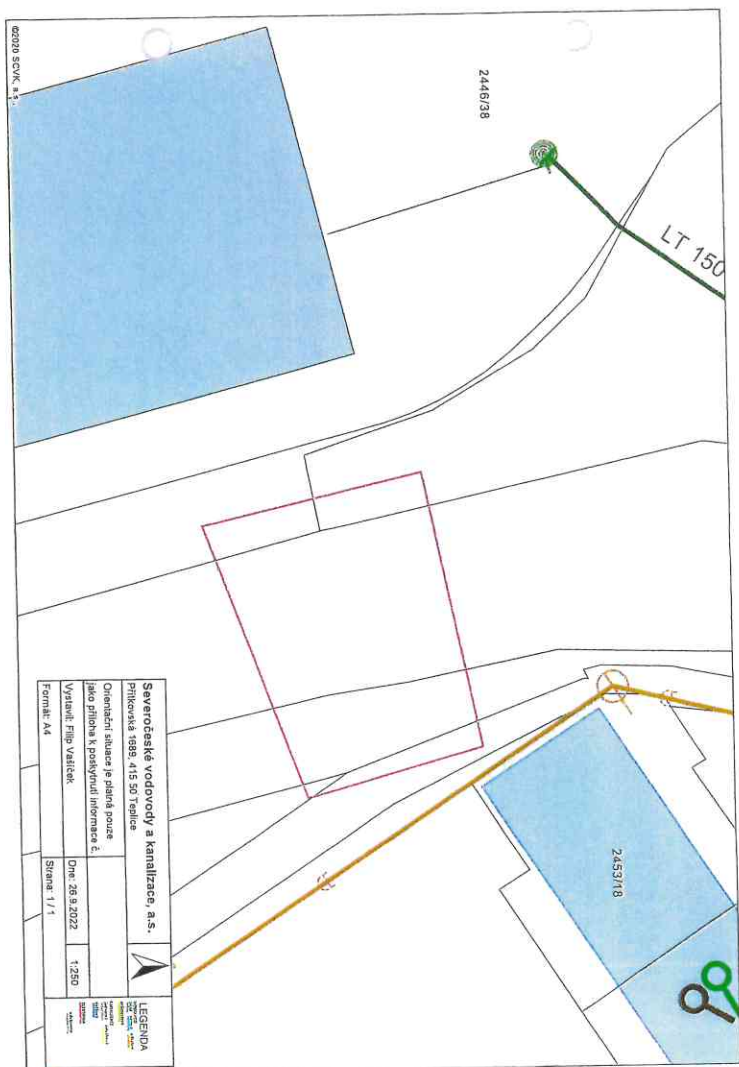 ©2020 SCVK, a.s.,
2446/38
LT 150
2453/18
Severočeské vodovody a kanalizace, a.s.
Přítkovská 1689, 415 50 Teplice
Orientační situace je platná pouze
jako příloha k poskytnutí informace č.
Vystavil: Filip Vašíček
Dne: 26.9.2022
1:250
Formát: A4
Strana: 1 / 1
LEGENDA